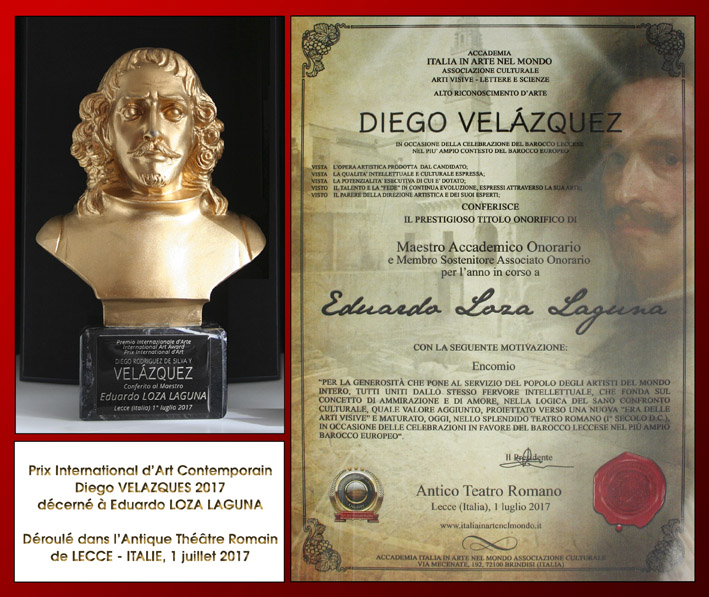 Premio Internazionale d'Arte
International Art Award
Prix International d'Art
DIEGO RODRIGUEZ DE SILVA Y
VELÁZQUEZ
Conferito al Maestro
Eduardo LOZA LAGUNA
Lecce (Italia) 1° luglio 2017
Prix International d'Art Contemporain
Diego VELAZQUES 2017
décerné à Eduardo LOZA LAGUNA
Déroulé dans l'Antique Théâtre Romain
de LECCE - ITALIE, 1 juillet 2017
ACCADEMIA
ITALIA IN ARTE NEL MONDO
ASSOCIAZIONE CULTURALE
ARTI VISIVE - LETTERE E SCIENZE
ALTO RICONOSCIMENTO D'ARTE
DIEGO VELÁZQUEZ
IN OCCASIONE DELLA CELEBRAZIONE DEL BAROCCO LECCESE
NEL PIU' AMPIO CONTESTO DEL BAROCCO EUROPEO
VISTA L'OPERA ARTISTICA PRODOTTA DAL CANDIDATO;
VISTA LA QUALITA' INTELLETTUALE E CULTURALE ESPRESSA;
VISTA LA POTENZIALITA' ESECUTIVA DI CUI E' DOTATO;
VISTO IL TALENTO E LA "FEDE" IN CONTINUA EVOLUZIONE, ESPRESSI ATTRAVERSO LA SUA ARTE;
VISTO IL PARERE DELLA DIREZIONE ARTISTICA E DEI SUOI ESPERTI;
CONFERISCE
IL PRESTIGIOSO TITOLO ONORIFICO DI
Maestro Accademico Onorario
e Membro Sostenitore Associato Onorario
per l'anno in corso a
Eduardo Loza Laguna
CON LA SEGUENTE MOTIVAZIONE:
Encomio
"PER LA GENEROSITÀ CHE PONE AL SERVIZIO DEL POPOLO DEGLI ARTISTI DEL MONDO
INTERO, TUTTI UNITI DALLO STESSO FERVORE INTELLETTUALE, CHE FONDA SUL
CONCETTO DI AMMIRAZIONE E DI AMORE, NELLA LOGICA DEL SANO CONFRONTO
CULTURALE, QUALE VALORE AGGIUNTO, PROIETTATO VERSO UNA NUOVA "ERA DELLE
ARTI VISIVE" E MATURATO, OGGI, NELLO SPLENDIDO TEATRO ROMANO (I° SECOLO D.C.),
IN OCCASIONE DELLE CELEBRAZIONI IN FAVORE DEL BAROCCO LECCESE NEL PIÙ AMPIO
BAROCCO EUROPEO".
Il Presidente
Antico Teatro Romano
Lecce (Italia), 1 luglio 2017
www.italiainartenelmondo.it
ACCADEMIA ITALIA IN ARTE NEL MONDO ASSOCIAZIONE CULTURALE
VIA MECENATE, 192, 72100 BRINDISI (ITALIA)